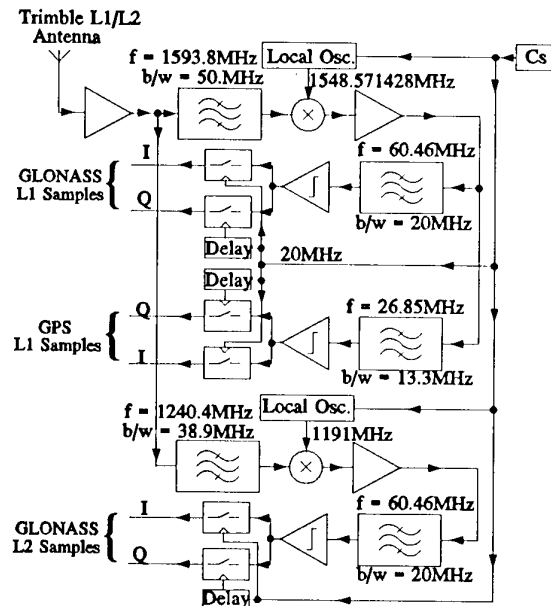 Trimble L1/L2
Antenna
f = 1593.8MHz
b/w = 50.MHz
Local Osc.
Cs
1548.571428MHz
I
GLONASS
L1 Samples
Q
f = 60.46MHz
b/w = 20MHz
Delay
20MHz
Delay
Q
GPS
L1 Samples
I
f = 26.85MHz
b/w = 13.3MHz
f = 1240.4MHz
b/w = 38.9MHz
Local Osc.
1191MHz
I
GLONASS
L2 Samples
Q
f = 60.46MHz
b/w = 20MHz
Delay